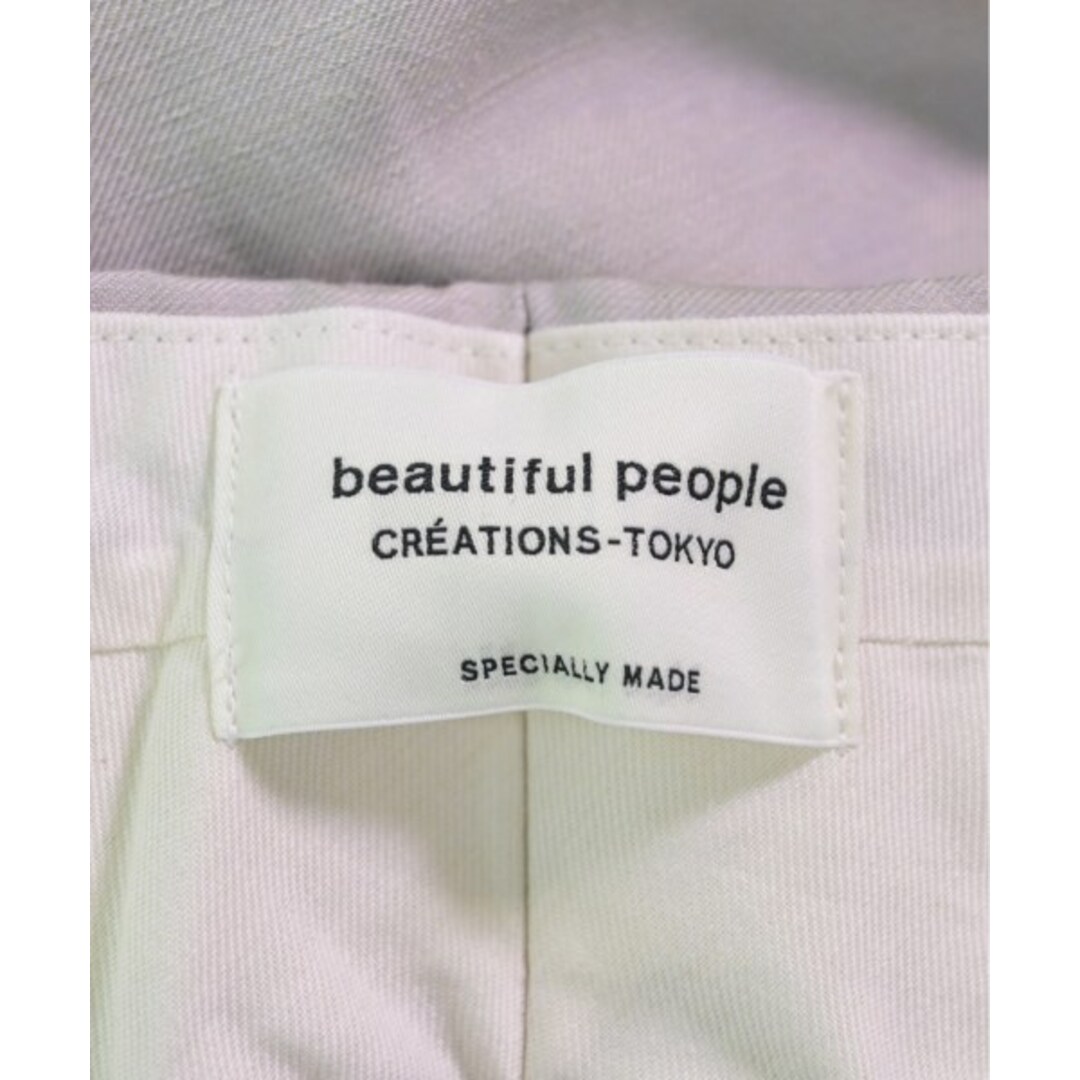 beautiful people
CRÉATIONS-TOKYO
SPECIALLY MADE